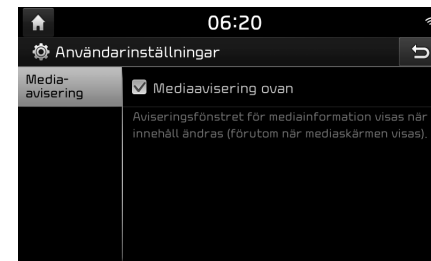 06:20
Användarinställningar
Media-
avisering
Mediaavisering ovan
Aviseringsfönstret för mediainformation visas när
innehåll ändras (förutom när mediaskärmen visas).